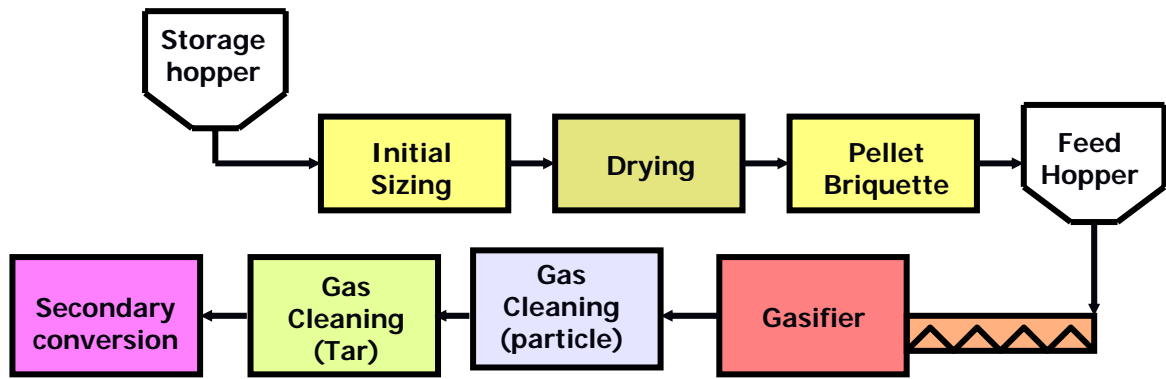 Storage
hopper
Initial
Sizing
Drying
Pellet
Briquette
Feed
Hopper
Secondary
conversion
Gas
Cleaning
(Tar)
Gas
Cleaning
(particle)
Gasifier